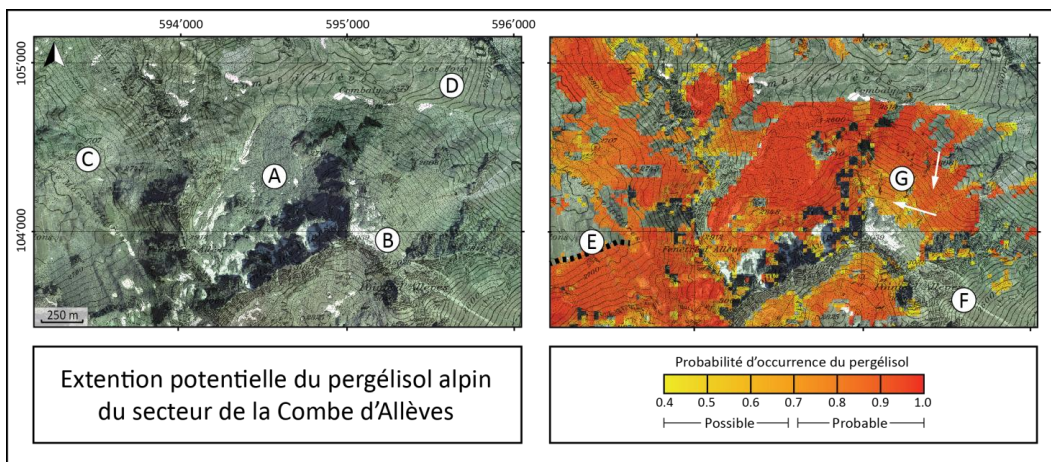 594’000
595’000
596’000
105’000
104’000
Combaly
D
C
A
B
250 m
G
E
F
Extention potentielle du pergélisol alpin
du secteur de la Combe d’Allèves
Probabilité d’occurrence du pergélisol
0.4 0.5 0.6 0.7 0.8 0.9 1.0
Possible Probable